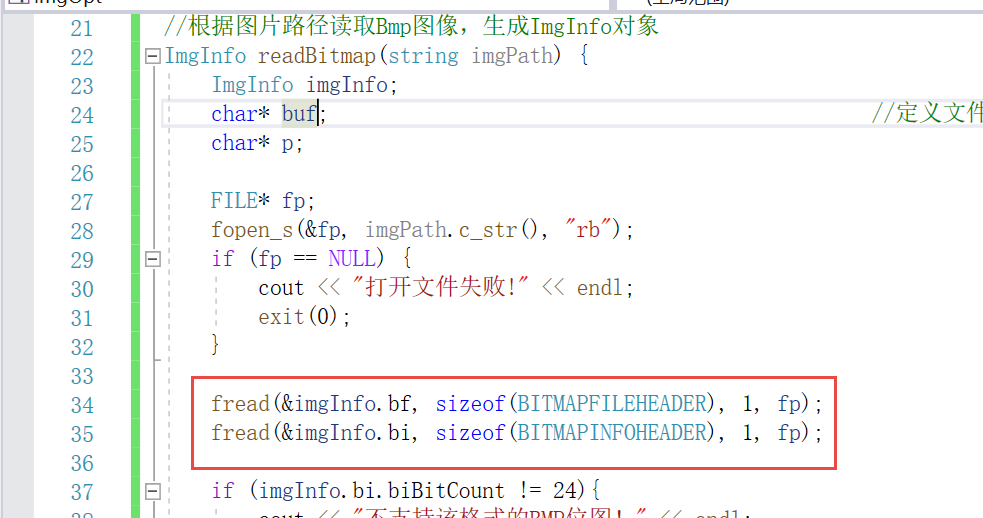 21 //根据图片路径读取Bmp图像，生成ImgInfo对象
22 ImgInfo readBitmap(string imgPath) {
23 ImgInfo imgInfo;
24 char* buf; //定义文件
25 char* p;
26
27 FILE* fp;
28 fopen_s(&fp, imgPath.c_str(), "rb");
29 if (fp == NULL) {
30 cout << "打开文件失败!" << endl;
31 exit(0);
32 }
33
34 fread(&imgInfo.bf, sizeof(BITMAPFILEHEADER), 1, fp);
35 fread(&imgInfo.bi, sizeof(BITMAPINFOHEADER), 1, fp);
36
37 if (imgInfo.bi.biBitCount != 24){